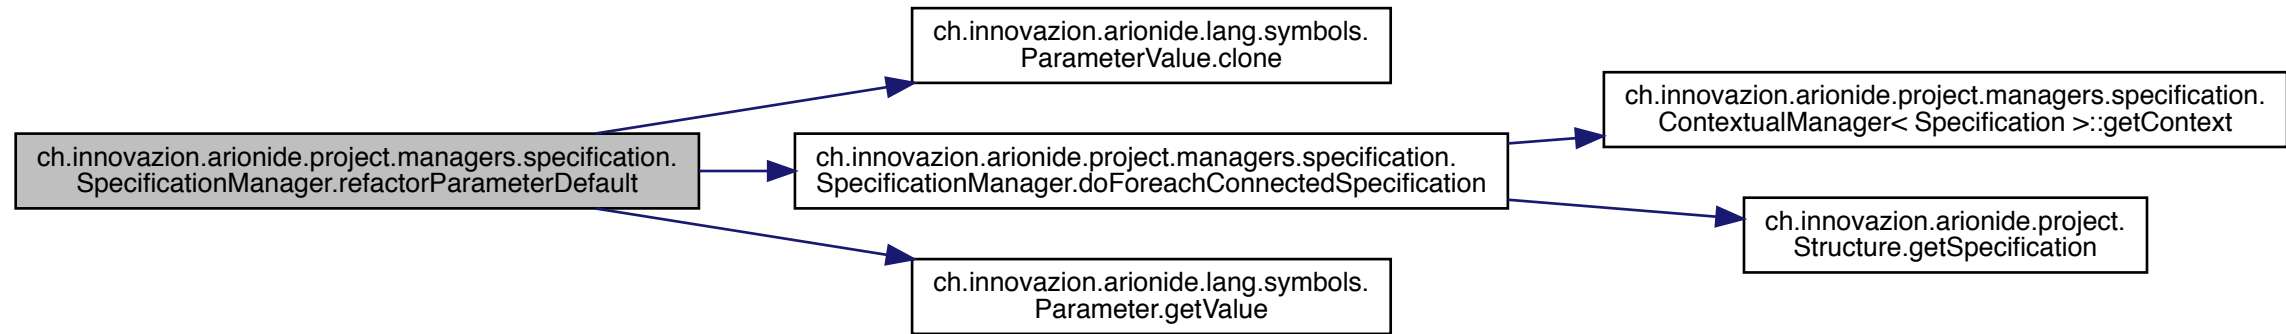 ch.innovazion.arionide.project.managers.specification.
SpecificationManager.refactorParameterDefault
ch.innovazion.arionide.lang.symbols.
ParameterValue.clone
ch.innovazion.arionide.project.managers.specification.
SpecificationManager.doForeachConnectedSpecification
ch.innovazion.arionide.lang.symbols.
Parameter.getValue
ch.innovazion.arionide.project.managers.specification.
ContextualManager< Specification >::getContext
ch.innovazion.arionide.project.
Structure.getSpecification